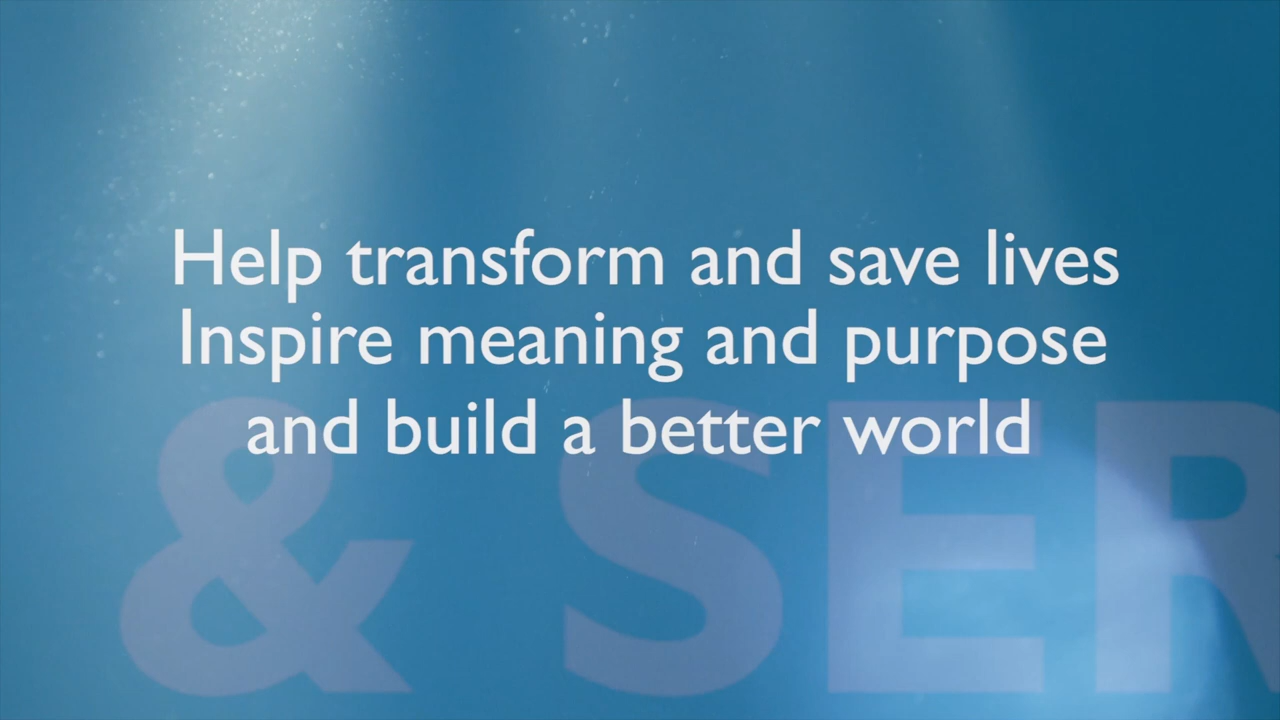 Help transform and save lives
Inspire meaning and purpose
and build a better world
& SER